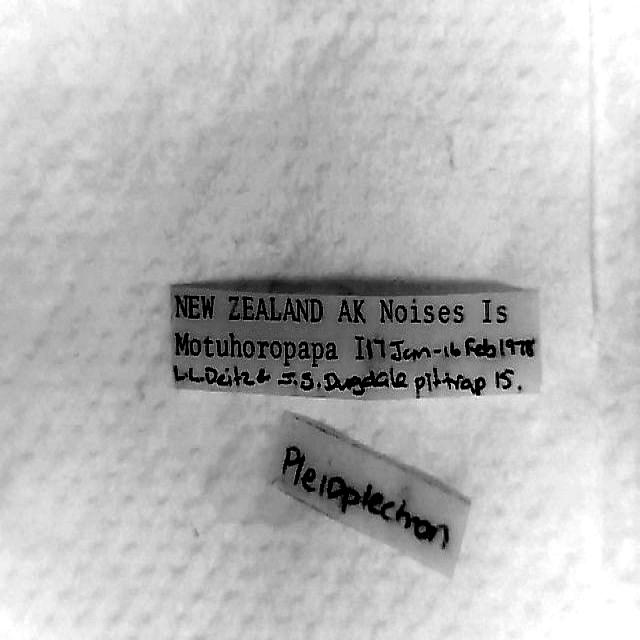 NEW ZEALAND AK Noises Is
Motuhoropapa I 17 Jan-16 Feb 1978
L.L. Deitz & J.S. Dugdale pit trap 15.
Pleioplectron